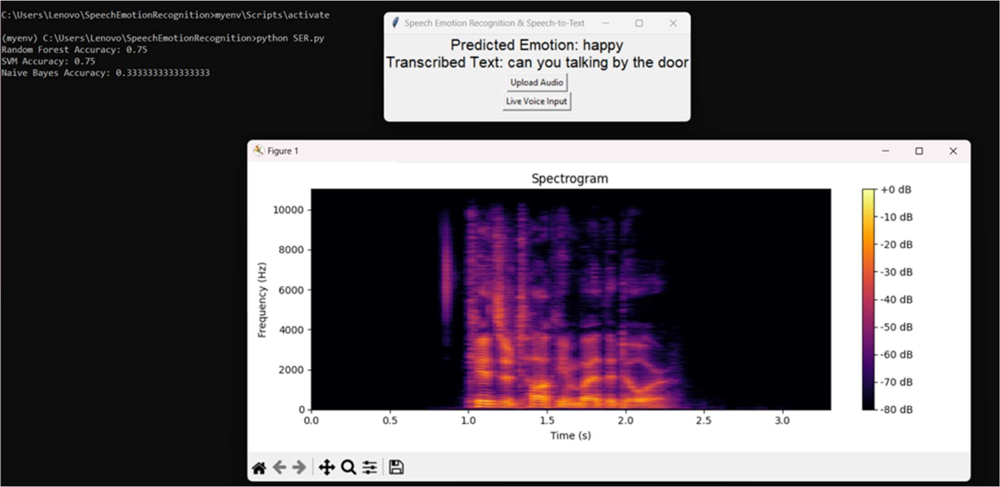 C:\Users\Lenovo\SpeechEmotionRecognition>myenv\Scripts\activate
(myenv) C:\Users\Lenovo\SpeechEmotionRecognition>python SER.py
Random Forest Accuracy: 0.75
SVM Accuracy: 0.75
Naive Bayes Accuracy: 0.3333333333333333
Speech Emotion Recognition & Speech-to-Text
Predicted Emotion: happy
Transcribed Text: can you talking by the door
Upload Audio
Live Voice Input
Figure 1
Spectrogram
Frequency (Hz)
10000
8000
6000
4000
2000
0
0.0 0.5 1.0 1.5 2.0 2.5 3.0
Time (s)
+0 dB
-10 dB
-20 dB
-30 dB
-40 dB
-50 dB
-60 dB
-70 dB
-80 dB